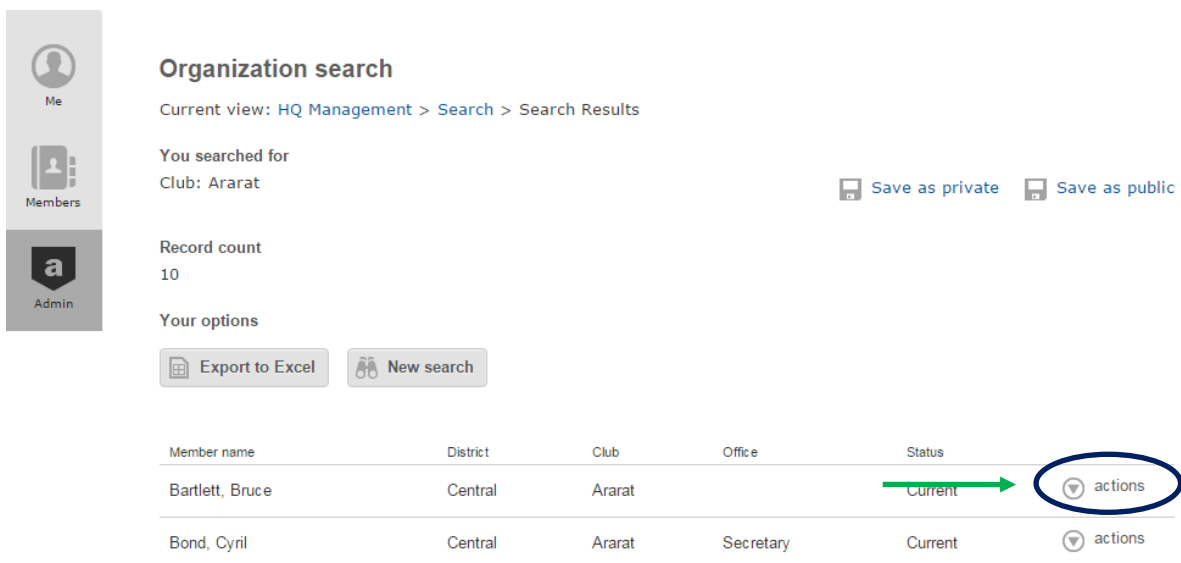 Me
Members
a
Admin
Organization search
Current view: HQ Management > Search > Search Results
You searched for
Club: Ararat
Save as private Save as public
Record count
10
Your options
Export to Excel New search
Member name District Club Office Status
Bartlett, Bruce Central Ararat Current actions
Bond, Cyril Central Ararat Secretary Current actions